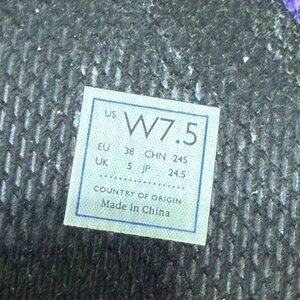 US W7.5
EU 38 CHN 245
UK 5 JP 24.5
COUNTRY OF ORIGIN
Made in China